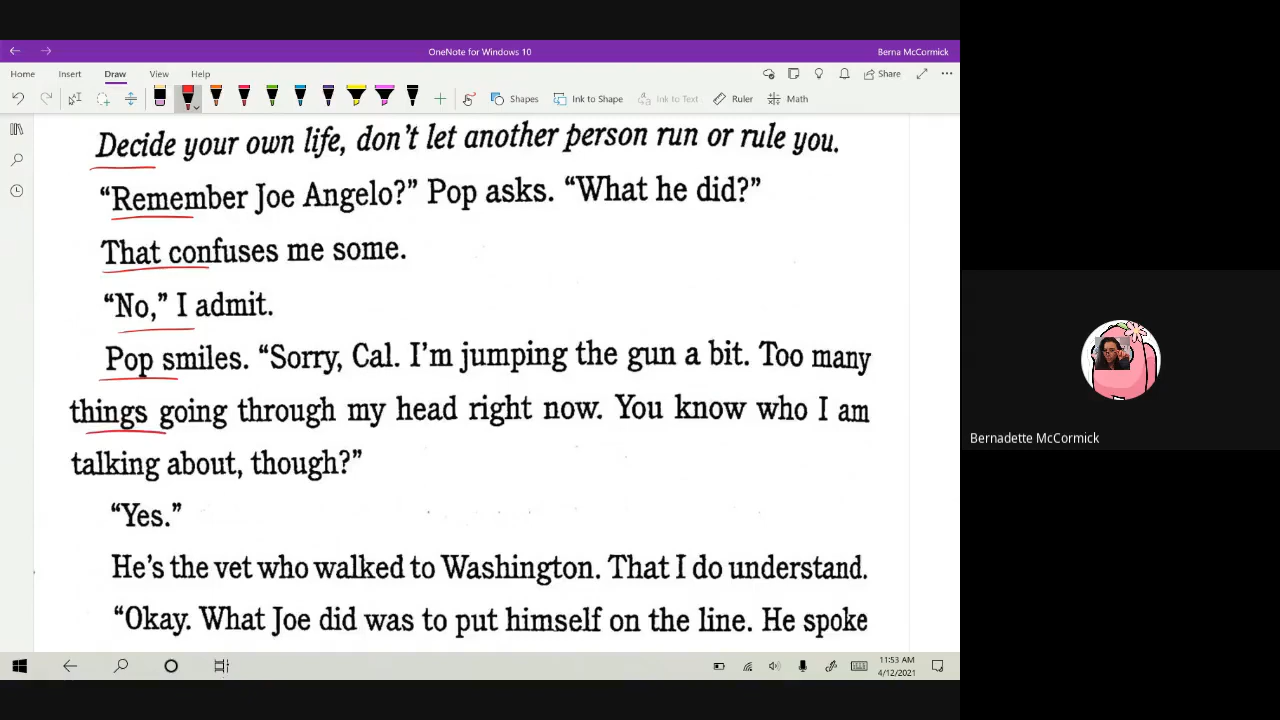 OneNote for Windows 10
Berna McCormick
Home Insert Draw View Help
Share
Shapes Ink to Shape Ink to Text Ruler Math
Decide your own life, don't let another person run or rule you.
“Remember Joe Angelo?” Pop asks. “What he did?”
That confuses me some.
“No,” I admit.
Pop smiles. “Sorry, Cal. I'm jumping the gun a bit. Too many
things going through my head right now. You know who I am
talking about, though?”
“Yes.”
He's the vet who walked to Washington. That I do understand.
“Okay. What Joe did was to put himself on the line. He spoke
11:53 AM
4/12/2021
Bernadette McCormick